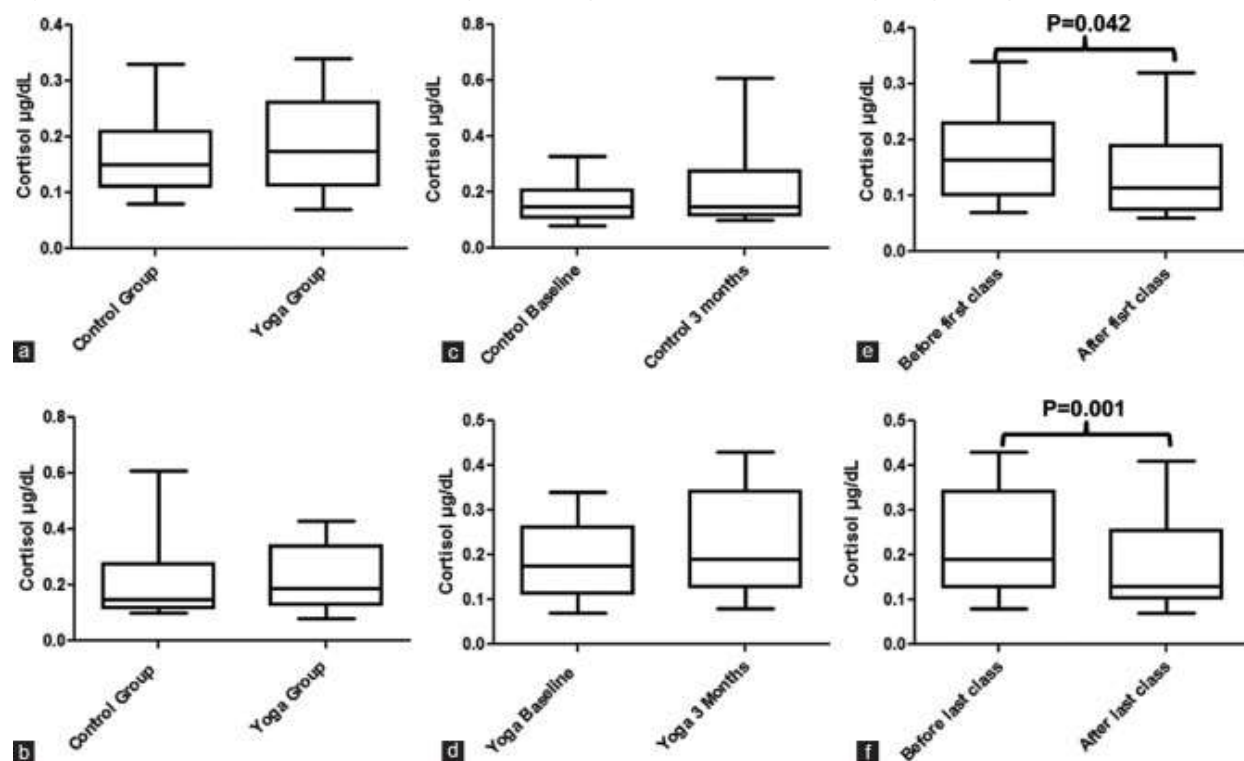 Cortisol µg/dL
0.4
0.3
0.2
0.1
0.0
Control Group
Yoga Group
a
Cortisol µg/dL
0.8
0.6
0.4
0.2
0.0
Control Baseline
Control 3 months
c
P=0.042
Cortisol µg/dL
0.4
0.3
0.2
0.1
0.0
Before first class
After fisrt class
e
Cortisol µg/dL
0.8
0.6
0.4
0.2
0.0
Control Group
Yoga Group
b
Cortisol µg/dL
0.5
0.4
0.3
0.2
0.1
0.0
Yoga Baseline
Yoga 3 Months
d
P=0.001
Cortisol µg/dL
0.5
0.4
0.3
0.2
0.1
0.0
Before last class
After last class
f